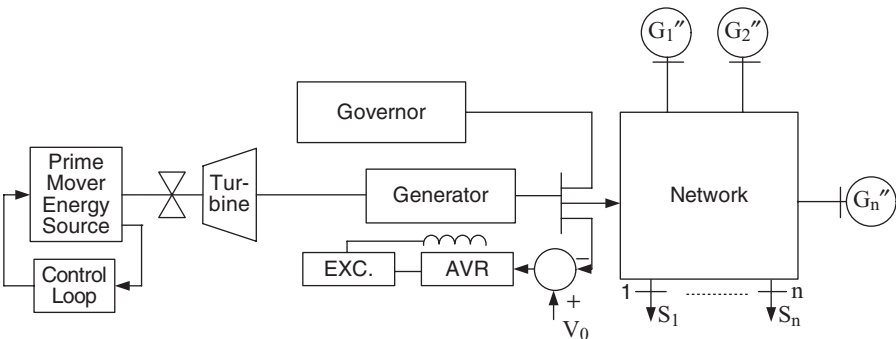 G1″
G2″
Governor
Prime
Mover
Energy
Source
Tur-
bine
Generator
Network
Gn″
Control
Loop
EXC.
AVR
−
+
V0
1
n
S1
Sn